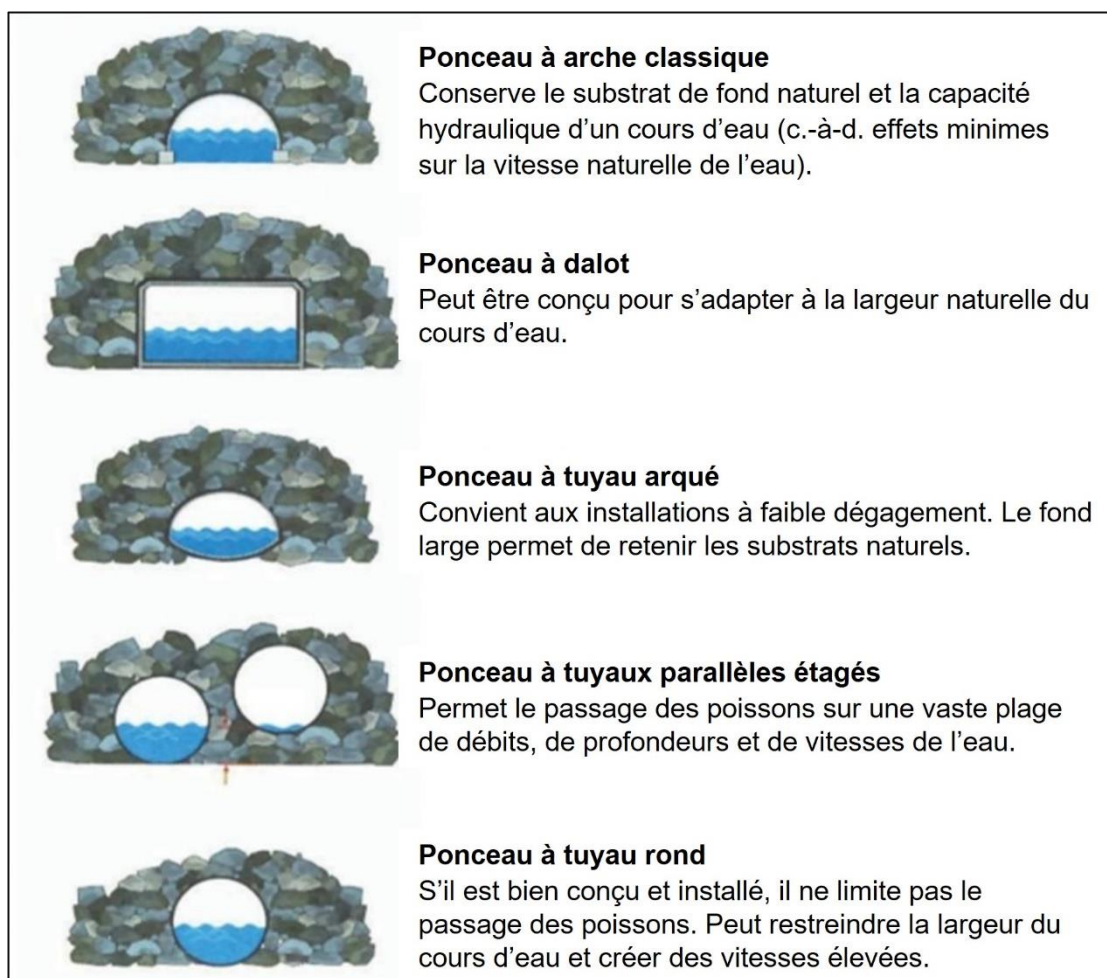 Ponceau à arche classique
Conserve le substrat de fond naturel et la capacité
hydraulique d’un cours d’eau (c.-à-d. effets minimes
sur la vitesse naturelle de l’eau).
Ponceau à dalot
Peut être conçu pour s’adapter à la largeur naturelle du
cours d’eau.
Ponceau à tuyau arqué
Convient aux installations à faible dégagement. Le fond
large permet de retenir les substrats naturels.
Ponceau à tuyaux parallèles étagés
Permet le passage des poissons sur une vaste plage
de débits, de profondeurs et de vitesses de l’eau.
Ponceau à tuyau rond
S’il est bien conçu et installé, il ne limite pas le
passage des poissons. Peut restreindre la largeur du
cours d’eau et créer des vitesses élevées.